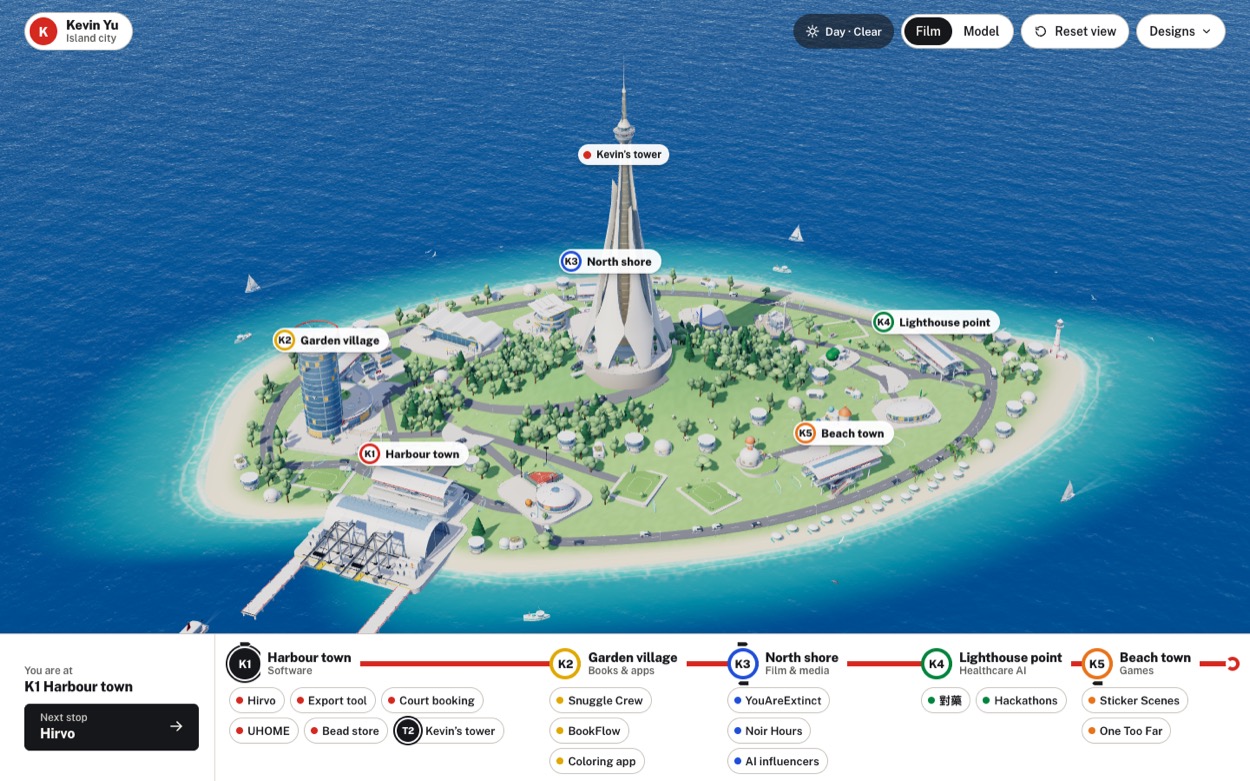 K
Kevin Yu
Island city
Day · Clear
Film
Model
Reset view
Designs
Kevin's tower
K3 North shore
K4 Lighthouse point
K2 Garden village
K5 Beach town
K1 Harbour town
You are at
K1 Harbour town
Next stop
Hirvo
K1 Harbour town
Software
Hirvo
Export tool
Court booking
UHOME
Bead store
T2 Kevin's tower
K2 Garden village
Books & apps
Snuggle Crew
BookFlow
Coloring app
K3 North shore
Film & media
YouAreExtinct
Noir Hours
AI influencers
K4 Lighthouse point
Healthcare AI
對藥
Hackathons
K5 Beach town
Games
Sticker Scenes
One Too Far